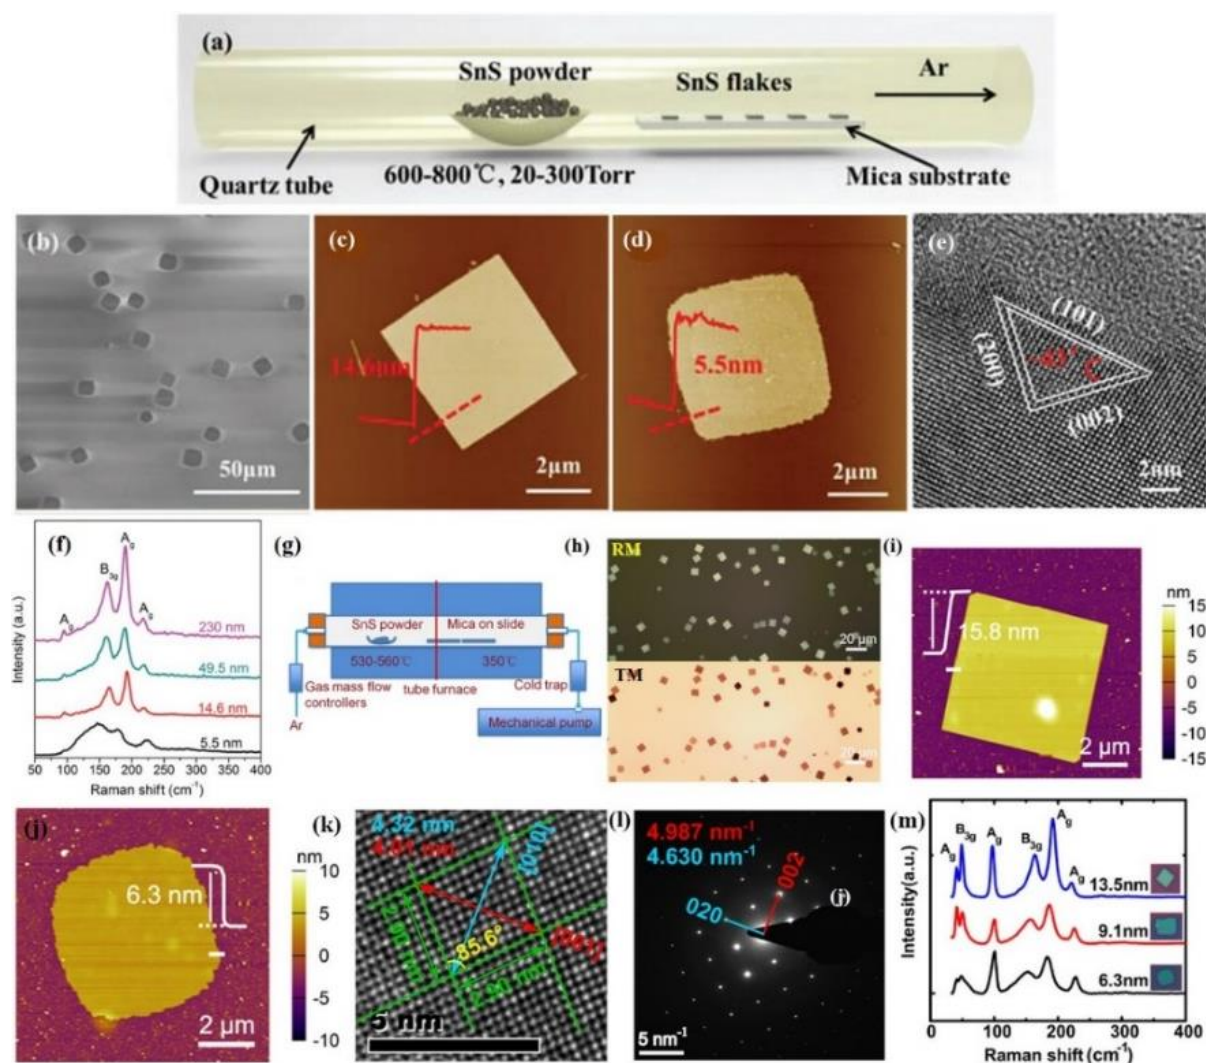 (a)
SnS powder
SnS flakes
Ar
Quartz tube
600-800℃, 20-300Torr
Mica substrate
(b)
50μm
(c)
14.6nm
2μm
(d)
5.5nm
2μm
(e)
(101)
(200)
(002)
2nm
(f)
Ag
B3g
Ag
Ag
230 nm
49.5 nm
14.6 nm
5.5 nm
Intensity (a.u.)
50 100 150 200 250 300 350 400
Raman shift (cm-1)
(g)
SnS powder
Mica on slide
530-560℃
350℃
Gas mass flow
controllers
tube furnace
Cold trap
Ar
Mechanical pump
(h)
RM
20 μm
TM
20 μm
(i)
15.8 nm
2 μm
nm
15
10
5
0
-5
-10
-15
(j)
6.3 nm
2 μm
nm
10
5
0
-5
-10
(k)
4.32 nm
[010]
85.6°
2.90 nm
5 nm
(l)
4.987 nm-1
4.630 nm-1
002
020
(j)
5 nm-1
(m)
Ag
B3g
Ag
B3g
Ag
Ag
13.5nm
9.1nm
6.3nm
Intensity(a.u.)
0 100 200 300 400
Raman shift (cm-1)